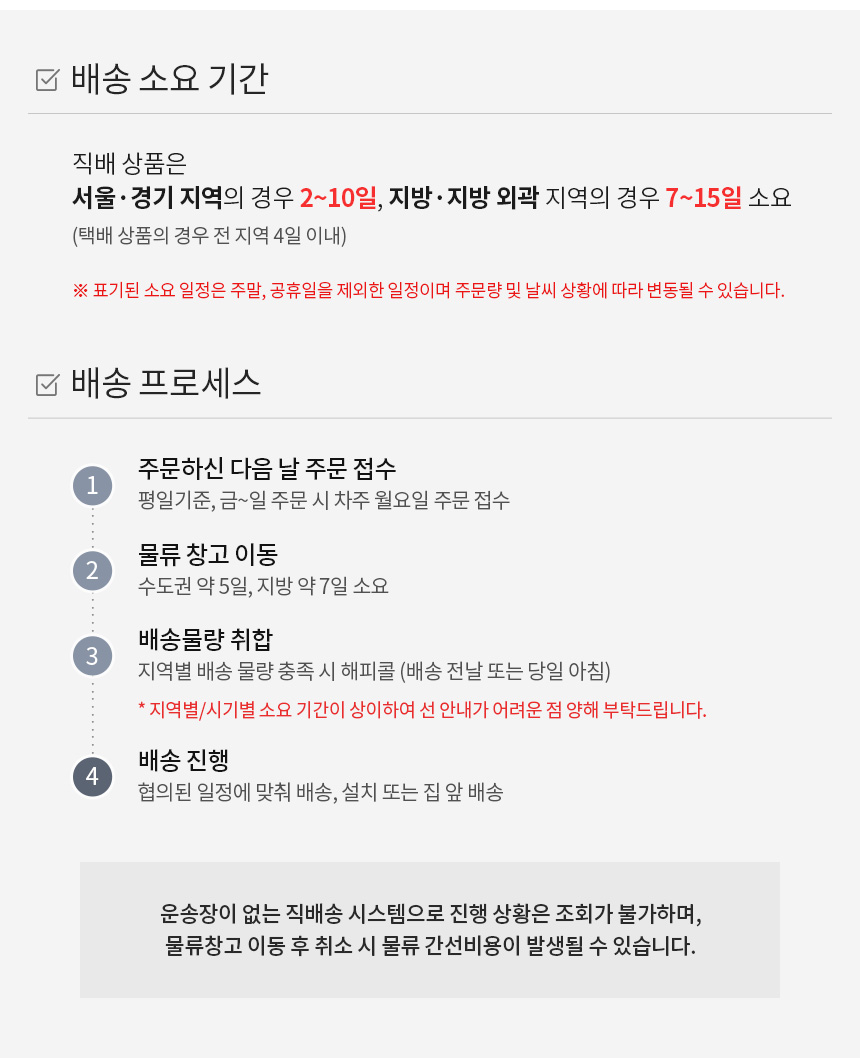 배송 소요 기간
직배 상품은
서울·경기 지역의 경우 2~10일, 지방·지방 외곽 지역의 경우 7~15일 소요
(택배 상품의 경우 전 지역 4일 이내)
※ 표기된 소요 일정은 주말, 공휴일을 제외한 일정이며 주문량 및 날씨 상황에 따라 변동될 수 있습니다.
배송 프로세스
1
주문하신 다음 날 주문 접수
평일기준, 금~일 주문 시 차주 월요일 주문 접수
2
물류 창고 이동
수도권 약 5일, 지방 약 7일 소요
3
배송물량 취합
지역별 배송 물량 충족 시 해피콜 (배송 전날 또는 당일 아침)
* 지역별/시기별 소요 기간이 상이하여 선 안내가 어려운 점 양해 부탁드립니다.
4
배송 진행
협의된 일정에 맞춰 배송, 설치 또는 집 앞 배송
운송장이 없는 직배송 시스템으로 진행 상황은 조회가 불가하며,
물류창고 이동 후 취소 시 물류 간선비용이 발생될 수 있습니다.